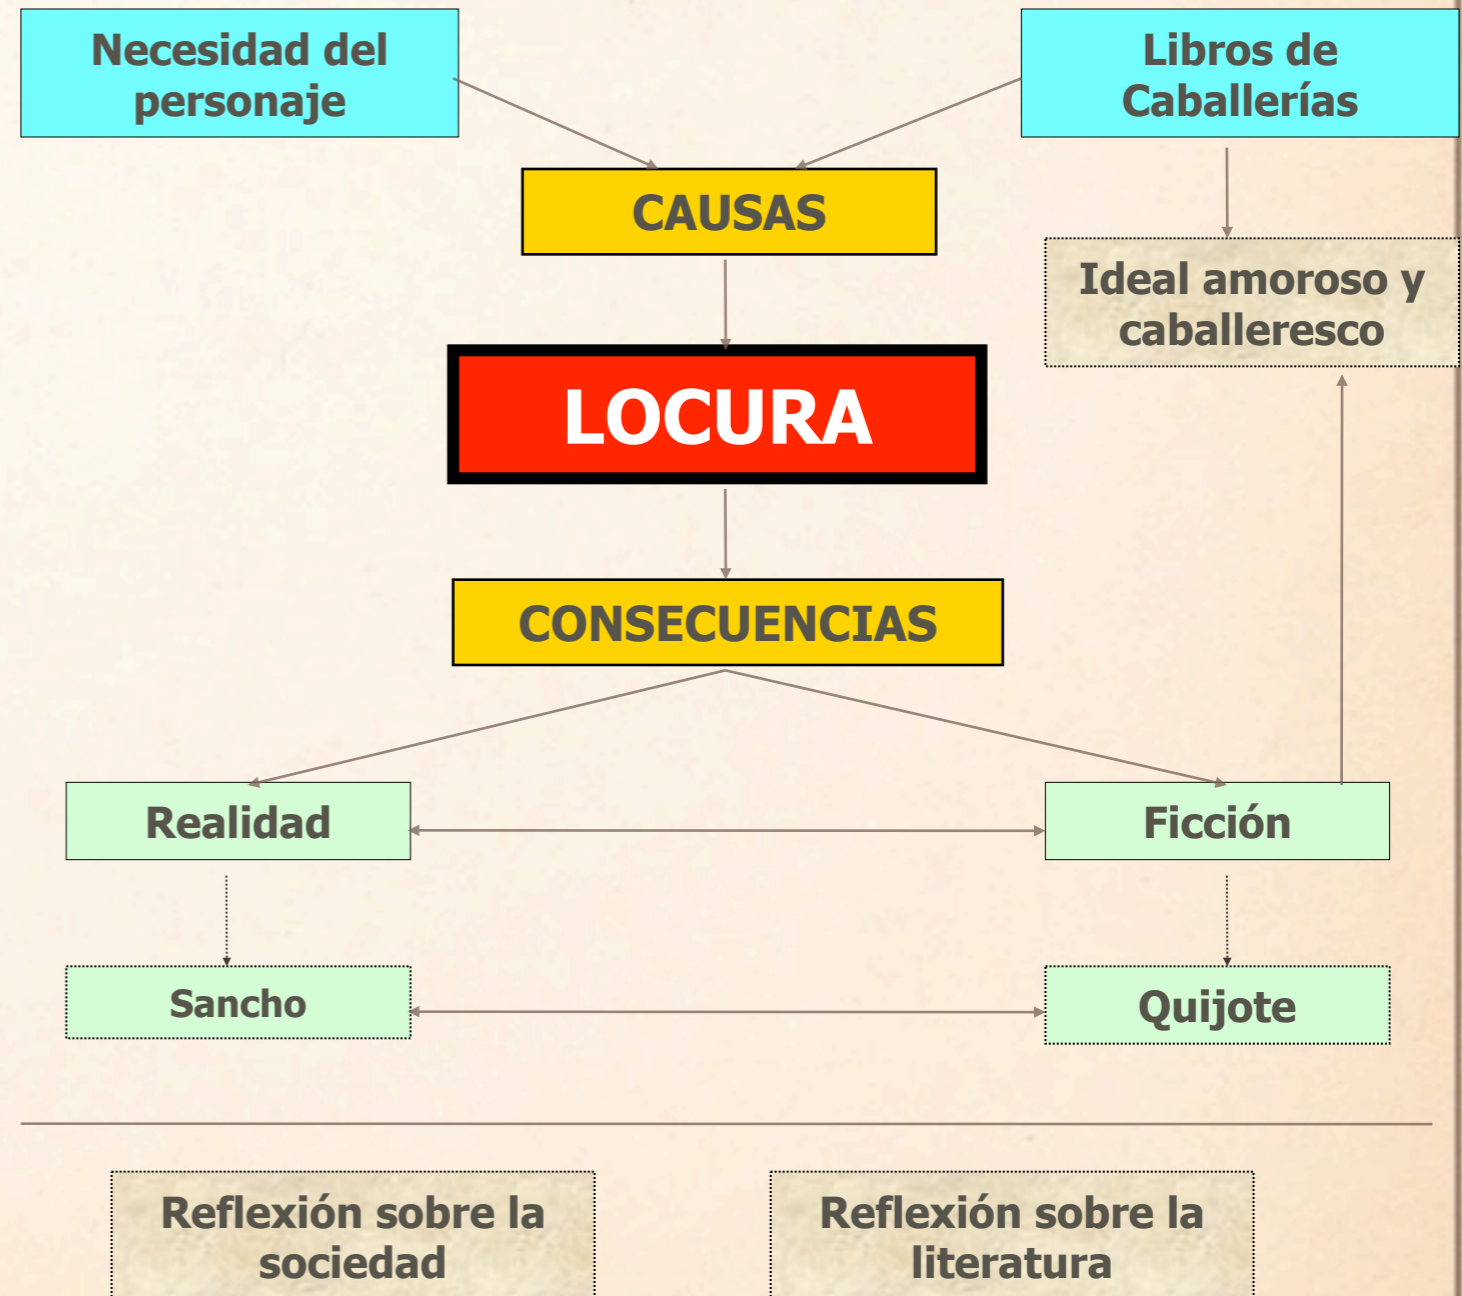 Necesidad del
personaje
Libros de
Caballerías
CAUSAS
Ideal amoroso y
caballeresco
LOCURA
CONSECUENCIAS
Realidad
Ficción
Sancho
Quijote
Reflexión sobre la
sociedad
Reflexión sobre la
literatura